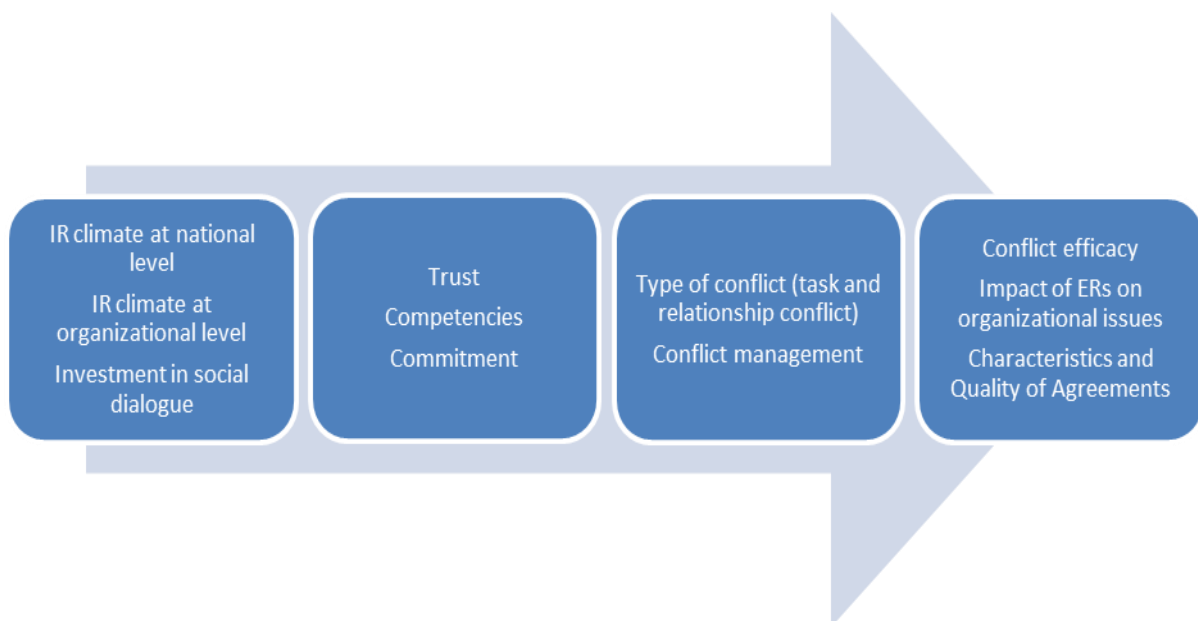 IR climate at national
level
IR climate at
organizational level
Investment in social
dialogue
Trust
Competencies
Commitment
Type of conflict (task and
relationship conflict)
Conflict management
Conflict efficacy
Impact of ERs on
organizational issues
Characteristics and
Quality of Agreements